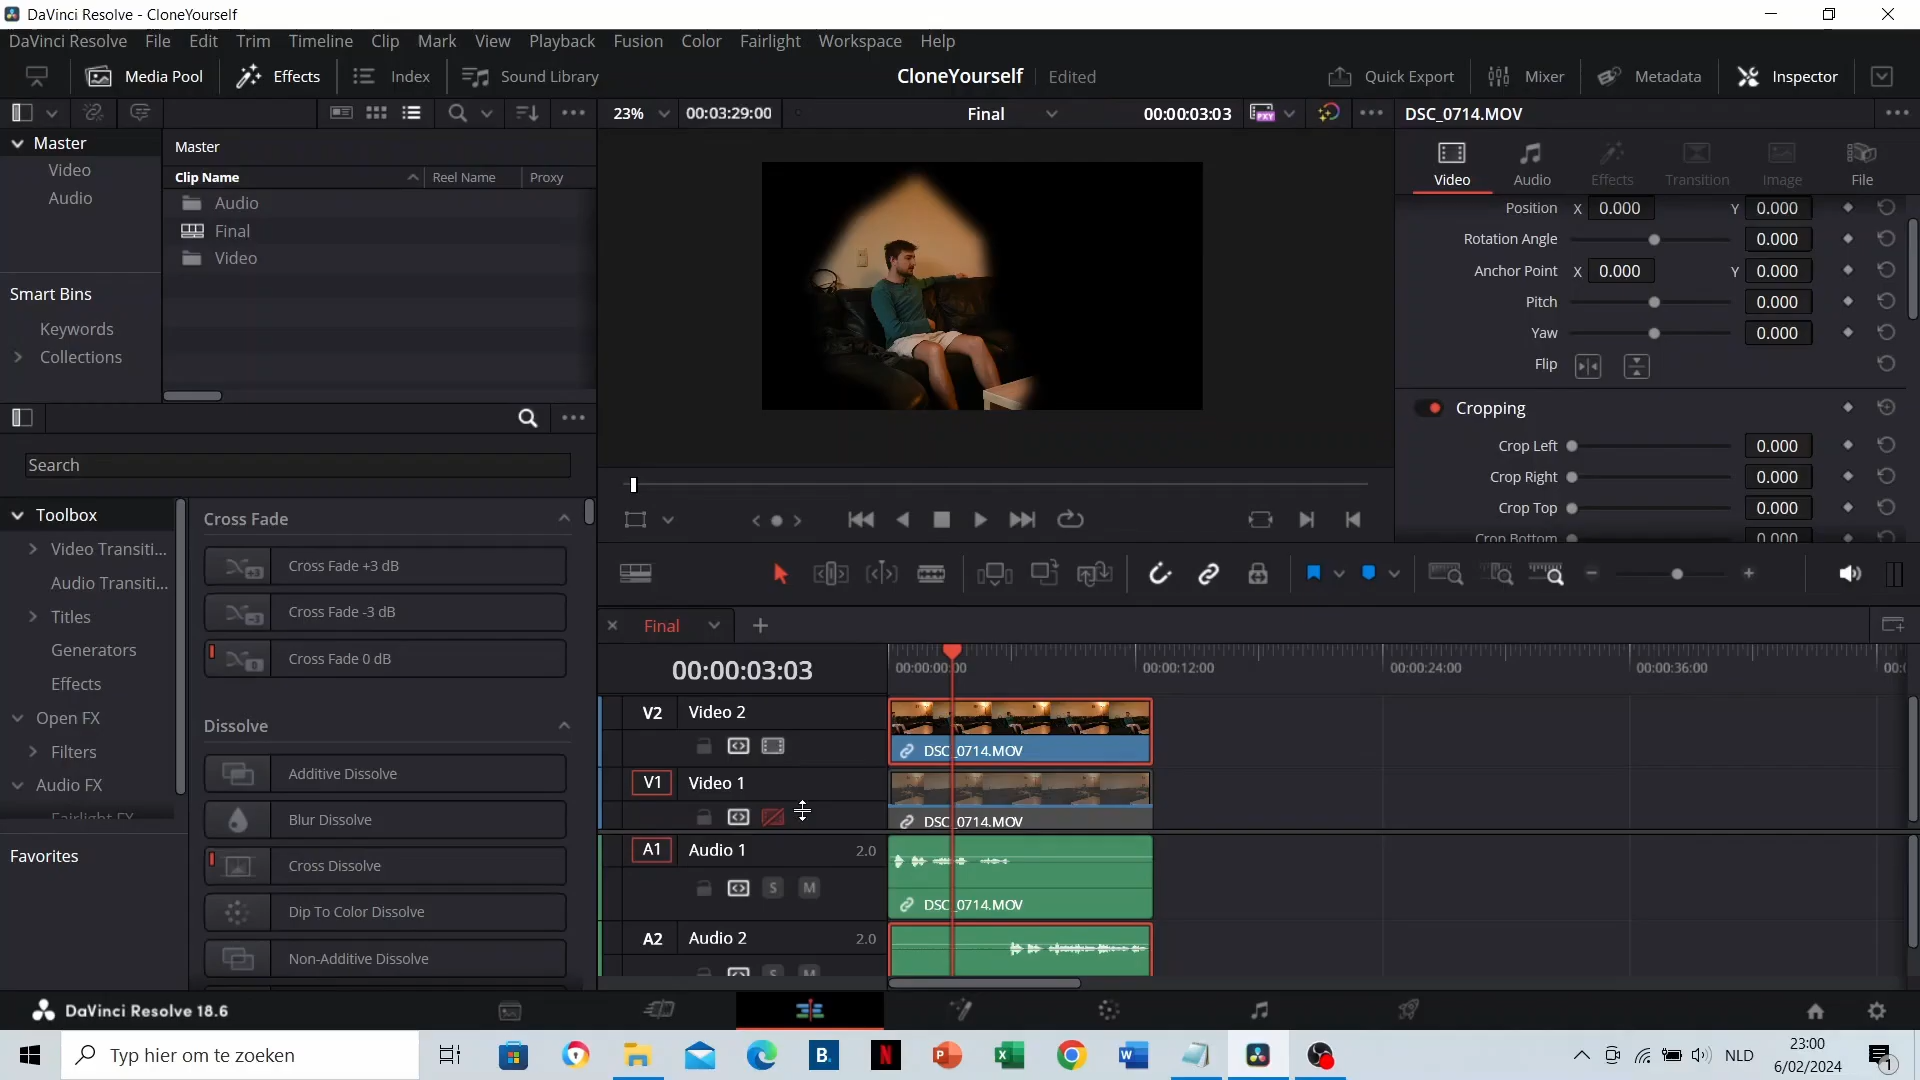 DaVinci Resolve - CloneYourself
DaVinci Resolve File Edit Trim Timeline Clip Mark View Playback Fusion Color Fairlight Workspace Help
Media Pool Effects Index Sound Library CloneYourself Edited Quick Export Mixer Metadata Inspector
23% 00:03:29:00 Final 00:00:03:03 PXY DSC_0714.MOV
Master
Video
Audio
Smart Bins
Keywords
Collections
Master
Clip Name Reel Name Proxy
Audio
Final
Video
Video Audio Effects Transition Image File
Position X 0.000 Y 0.000
Rotation Angle 0.000
Anchor Point X 0.000 Y 0.000
Pitch 0.000
Yaw 0.000
Flip
Cropping
Crop Left 0.000
Crop Right 0.000
Crop Top 0.000
Crop Bottom 0.000
Search
Toolbox
Video Transiti...
Audio Transiti...
Titles
Generators
Effects
Open FX
Filters
Audio FX
Fairlight FX
Favorites
Cross Fade
+3
Cross Fade +3 dB
-3
Cross Fade -3 dB
0
Cross Fade 0 dB
Dissolve
Additive Dissolve
Blur Dissolve
Cross Dissolve
Dip To Color Dissolve
Non-Additive Dissolve
Final
00:00:03:03
00:00:00:00 00:00:12:00 00:00:24:00 00:00:36:00 00:
V2 Video 2
DSC_0714.MOV
V1 Video 1
DSC_0714.MOV
A1 Audio 1 2.0
S M
DSC_0714.MOV
A2 Audio 2 2.0
S M
DaVinci Resolve 18.6
Typ hier om te zoeken
B.
N
P
X
W
NLD
23:00
6/02/2024
1